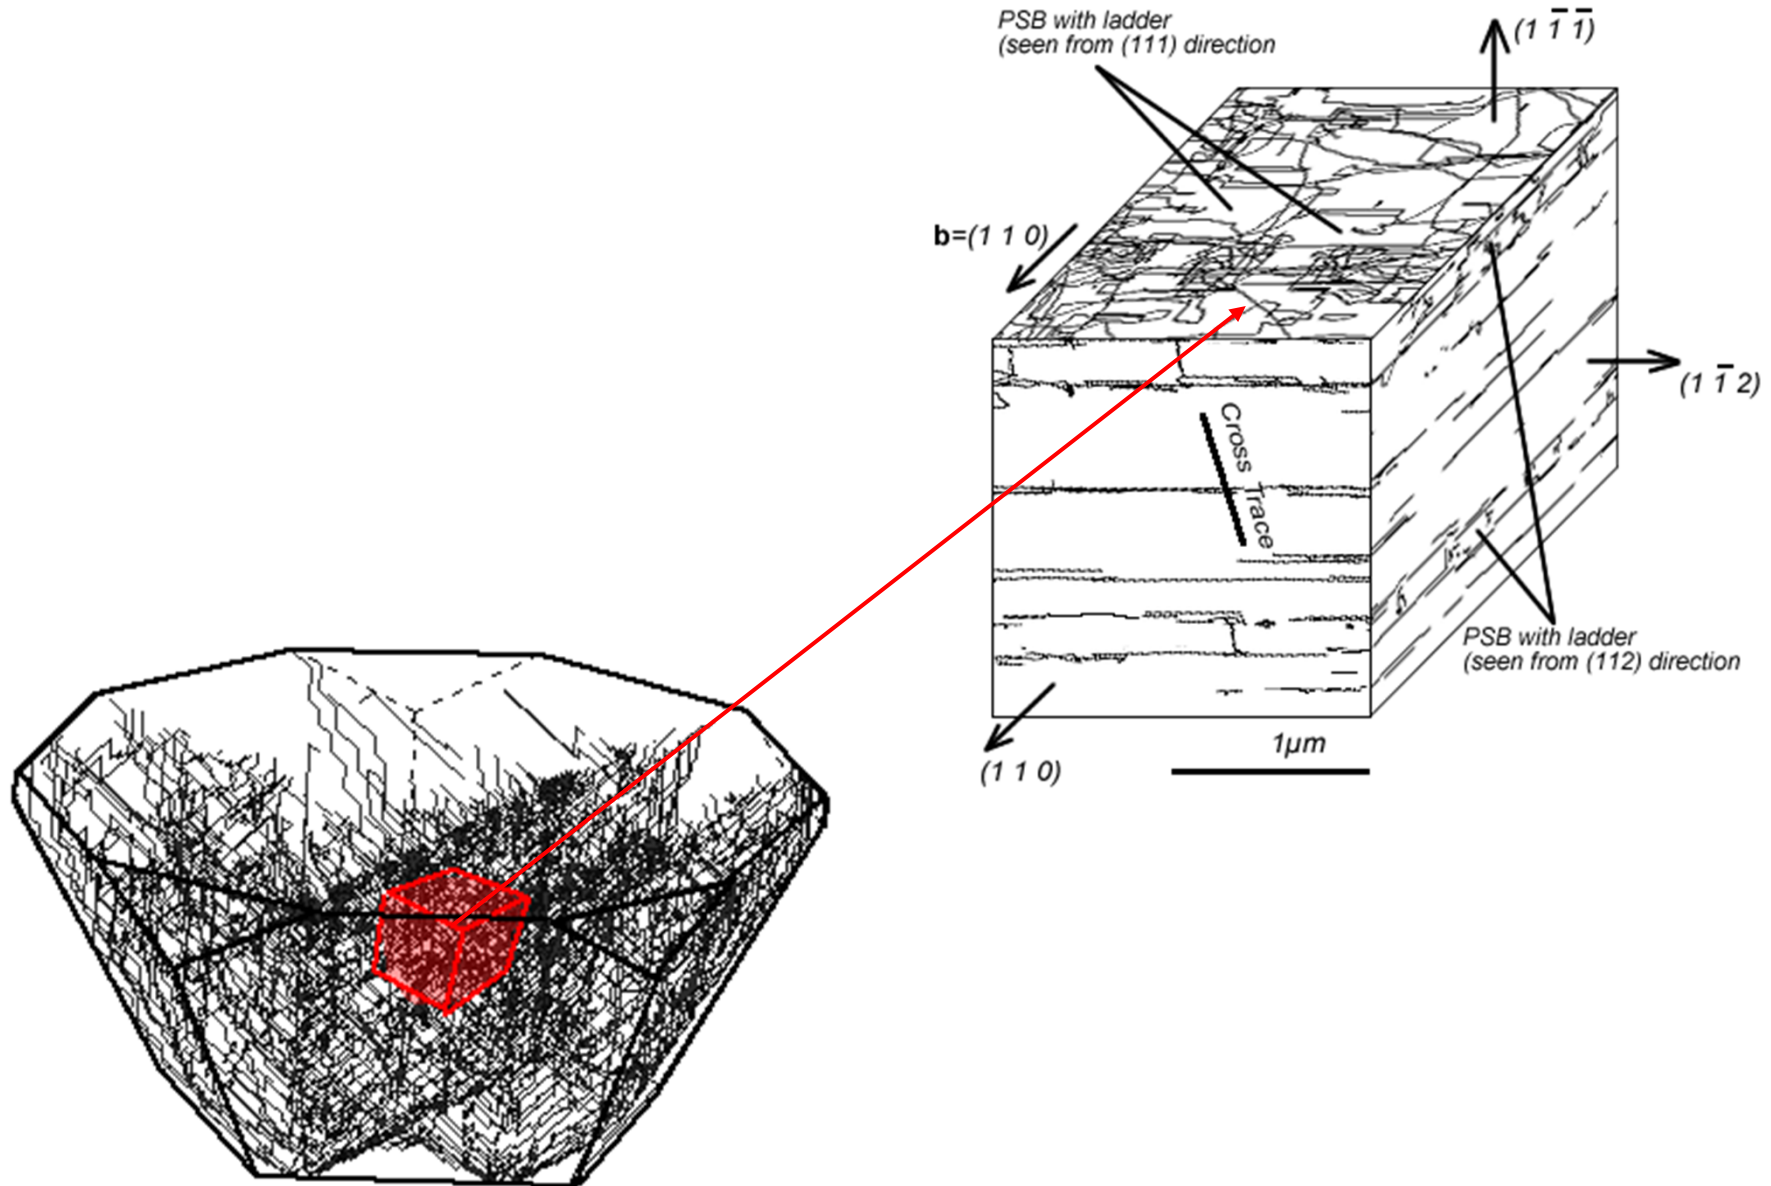 PSB with ladder
(seen from (111) direction
(1 1̅ 1̅)
b=(1 1 0)
(1 1̅ 2)
Cross Trace
PSB with ladder
(seen from (112) direction
(1 1 0)
1µm